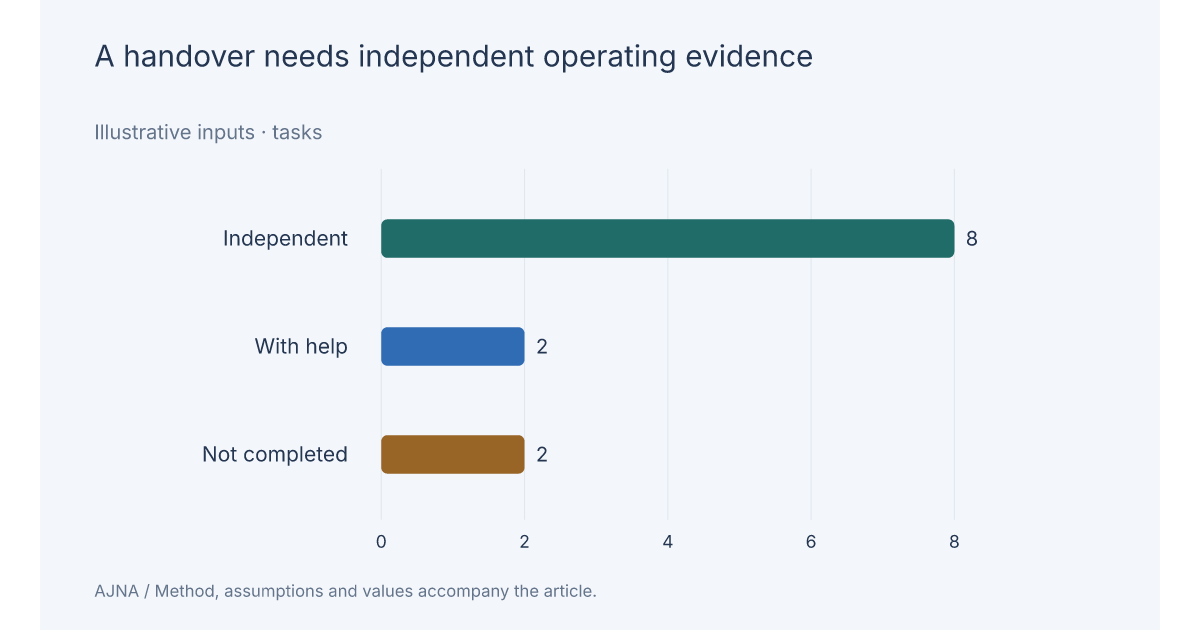 A handover needs independent operating evidence
Illustrative inputs · tasks
Independent 8
With help 2
Not completed 2
0 2 4 6 8
AJNA / Method, assumptions and values accompany the article.